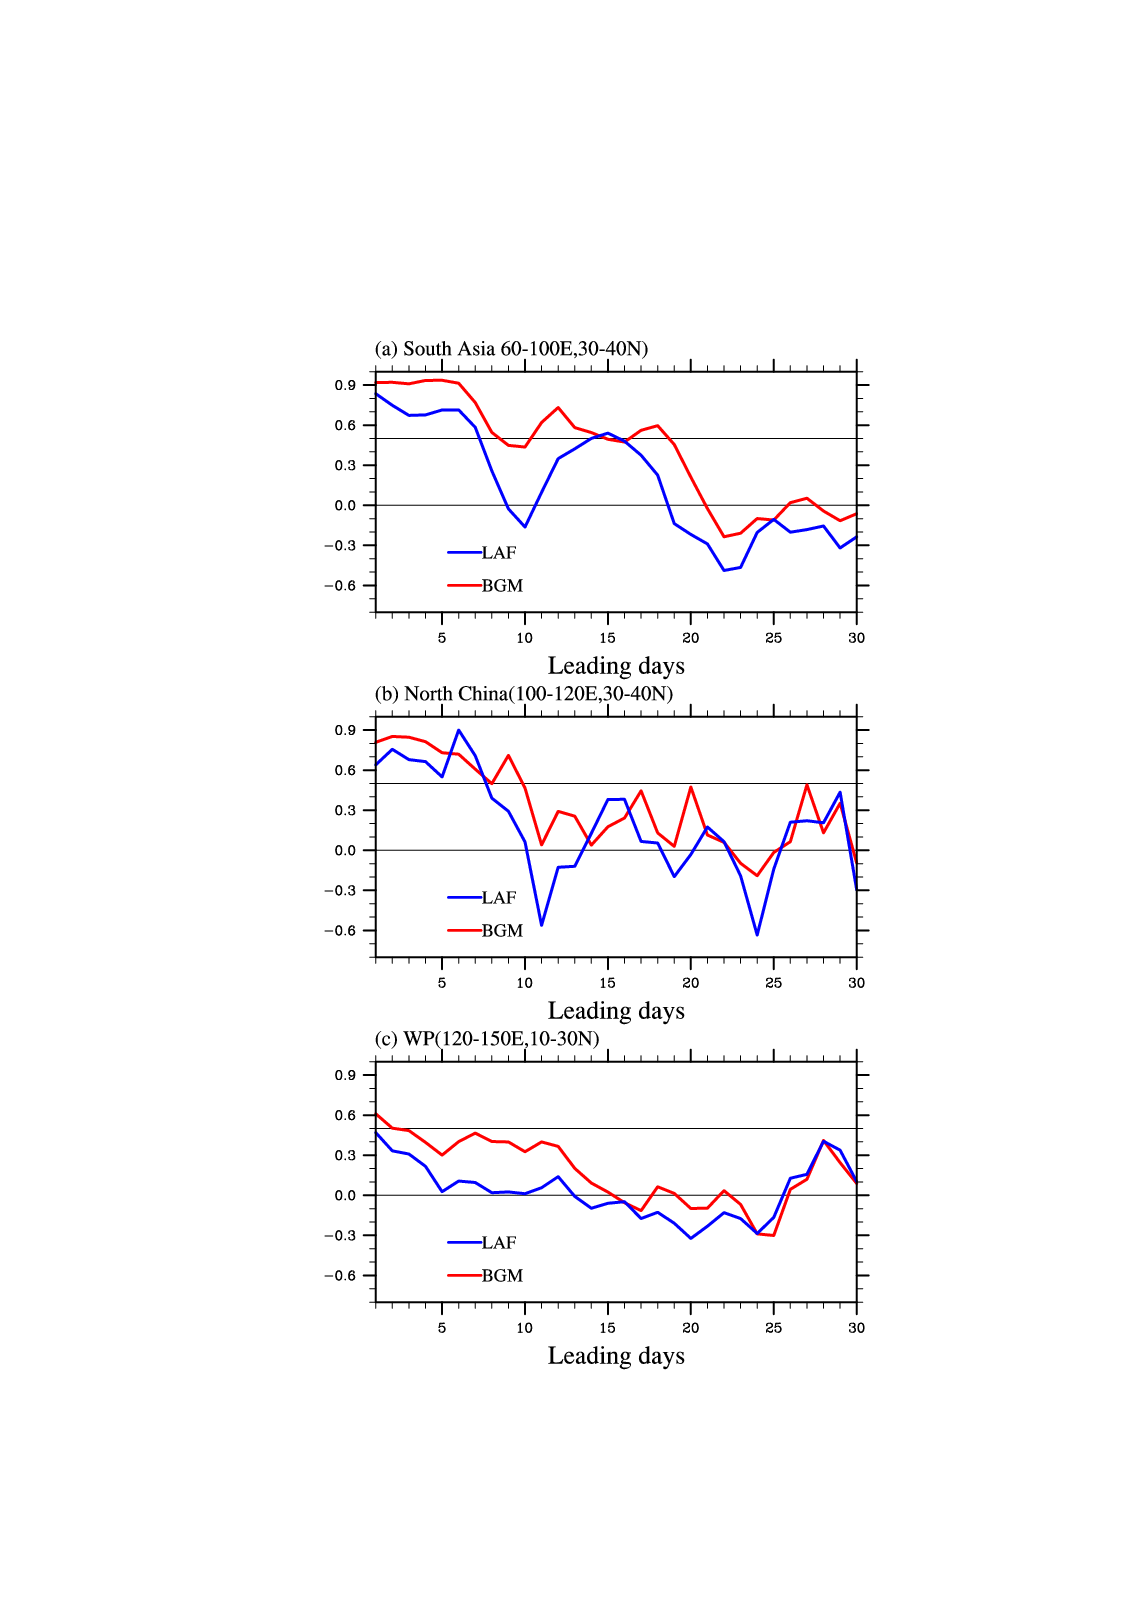 (a) South Asia 60-100E,30-40N)
0.9
0.6
0.3
0.0
−0.3
−0.6
LAF
BGM
5 10 15 20 25 30
Leading days
(b) North China(100-120E,30-40N)
0.9
0.6
0.3
0.0
−0.3
−0.6
LAF
BGM
5 10 15 20 25 30
Leading days
(c) WP(120-150E,10-30N)
0.9
0.6
0.3
0.0
−0.3
−0.6
LAF
BGM
5 10 15 20 25 30
Leading days